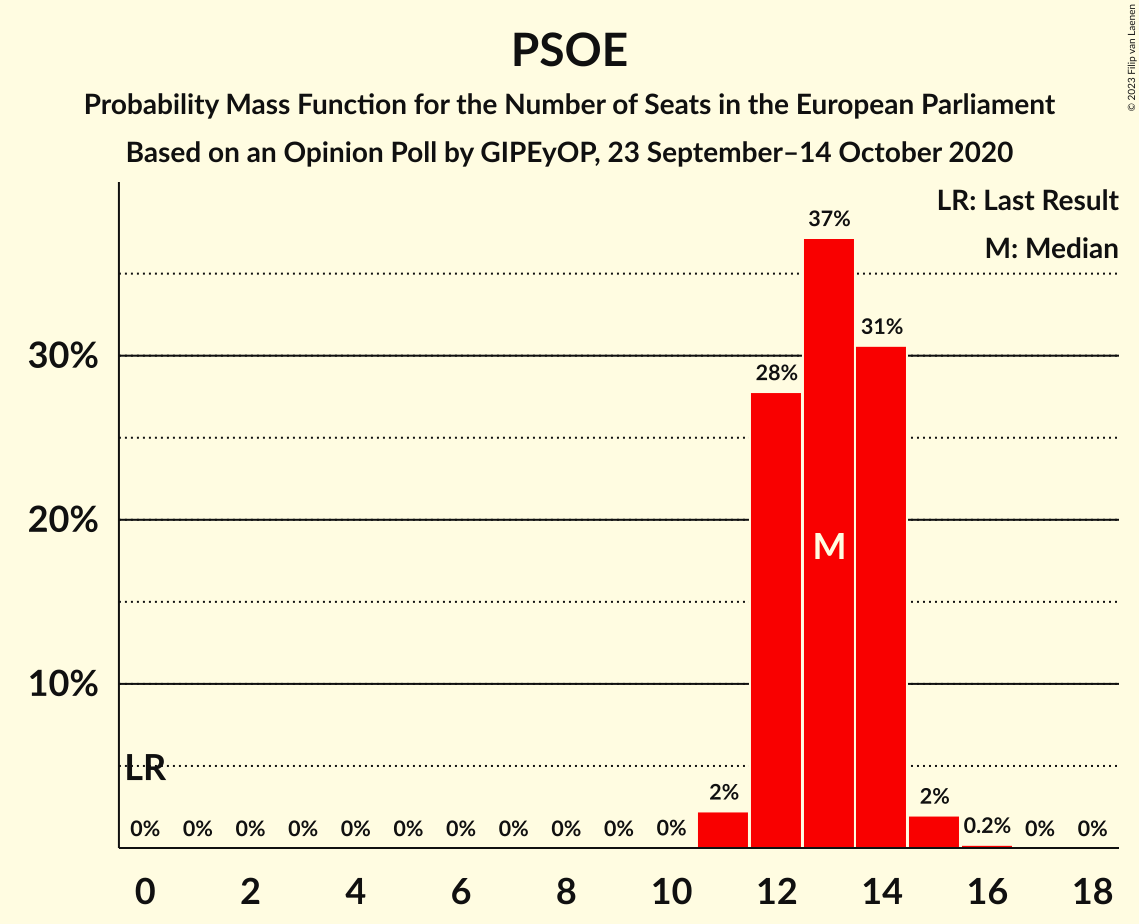 PSOE
Probability Mass Function for the Number of Seats in the European Parliament
Based on an Opinion Poll by GIPEyOP, 23 September–14 October 2020
© 2023 Filip van Laenen
LR: Last Result
M: Median
37%
31%
30%
28%
20%
M
10%
LR
2%
2%
0% 0% 0% 0% 0% 0% 0% 0% 0% 0% 0% 0.2% 0% 0%
0 2 4 6 8 10 12 14 16 18